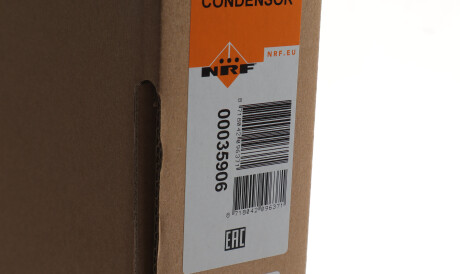 CONDENSOR
NRF.EU
NRF
00035906
EAC